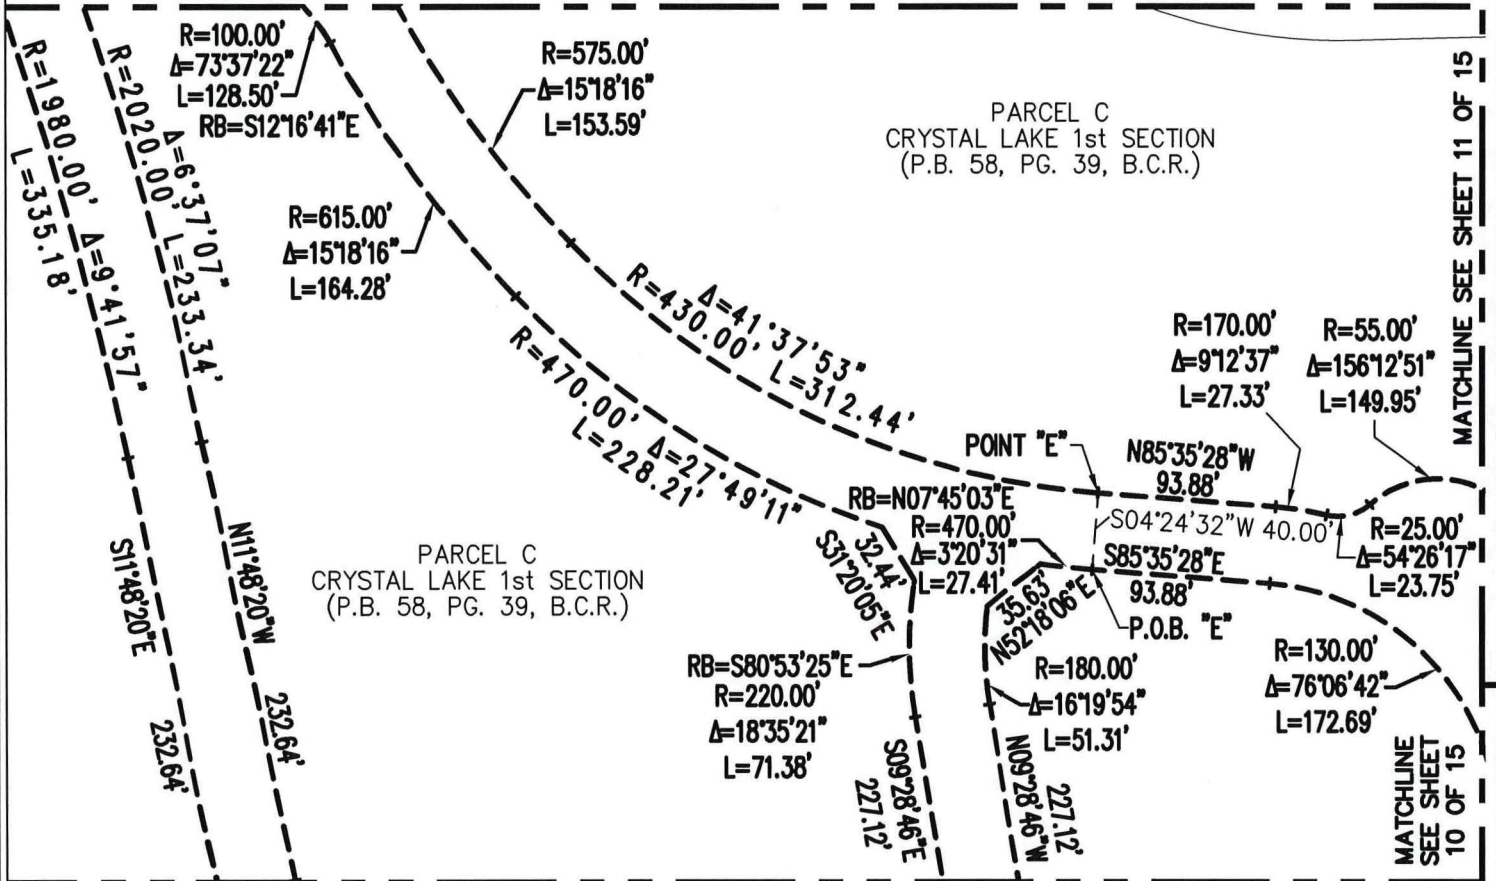 R=100.00'
Δ=73°37'22"
L=128.50'
RB=S12°16'41"E
R=575.00'
Δ=15°18'16"
L=153.59'
PARCEL C
CRYSTAL LAKE 1st SECTION
(P.B. 58, PG. 39, B.C.R.)
MATCHLINE SEE SHEET 11 OF 15
R=1980.00' Δ=9°41'57"
L=335.18'
R=2020.00' L=233.34'
Δ=6°37'07"
R=615.00'
Δ=15°18'16"
L=164.28'
Δ=41°37'53"
R=430.00' L=312.44'
R=470.00' Δ=27°49'11"
L=228.21'
R=170.00'
Δ=9°12'37"
L=27.33'
R=55.00'
Δ=156°12'51"
L=149.95'
POINT "E"
N85°35'28"W
93.88'
S04°24'32"W 40.00'
R=25.00'
Δ=54°26'17"
L=23.75'
RB=N07°45'03"E
R=470.00'
Δ=3°20'31"
L=27.41'
S85°35'28"E
93.88'
P.O.B. "E"
32.44'
S31°20'05"E
35.63'
N52°18'06"E
PARCEL C
CRYSTAL LAKE 1st SECTION
(P.B. 58, PG. 39, B.C.R.)
S11°48'20"E
232.64'
N11°48'20"W
232.64'
RB=S80°53'25"E
R=220.00'
Δ=18°35'21"
L=71.38'
R=180.00'
Δ=16°19'54"
L=51.31'
R=130.00'
Δ=76°06'42"
L=172.69'
S09°28'46"E
227.12'
N09°28'46"W
227.12'
MATCHLINE
SEE SHEET
10 OF 15